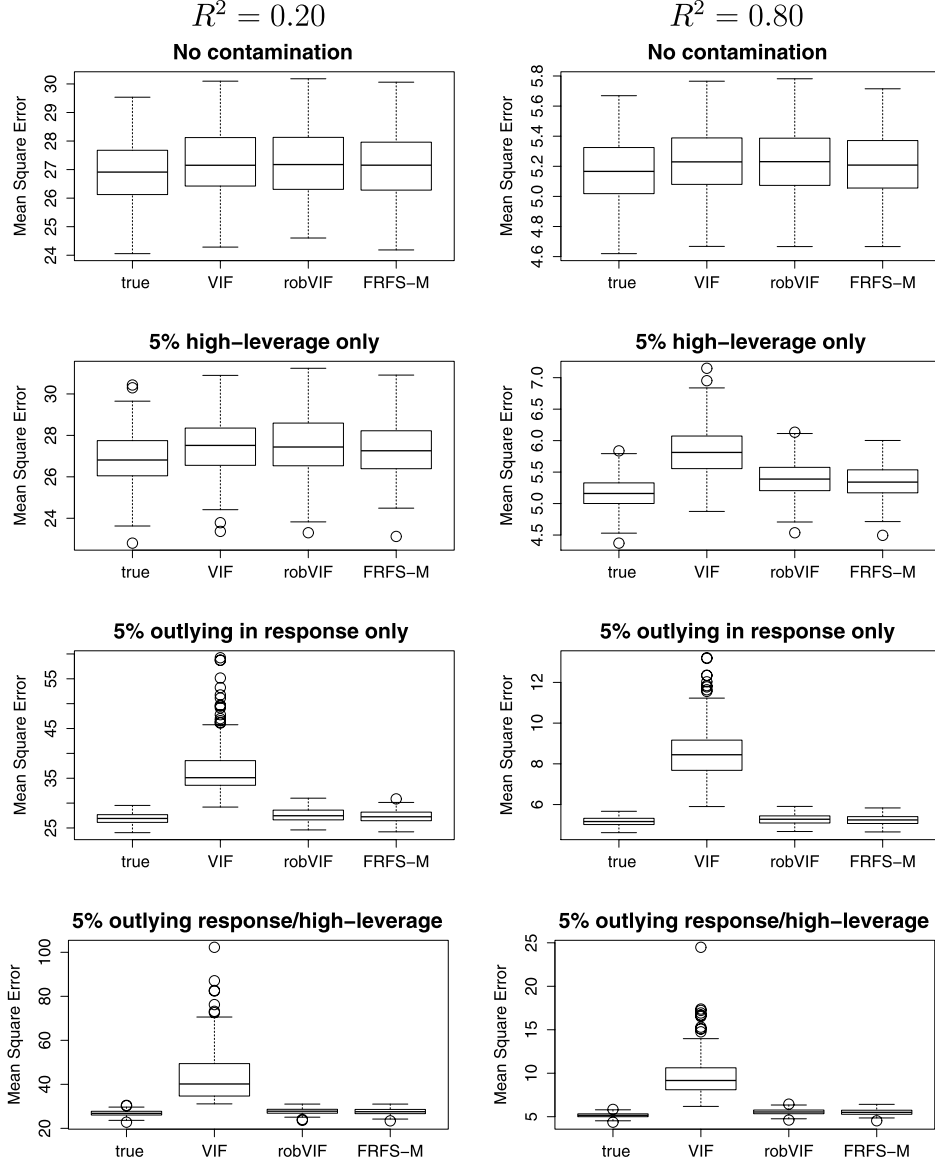 R² = 0.20
R² = 0.80
No contamination
Mean Square Error
30
29
28
27
26
25
24
true VIF robVIF FRFS−M
No contamination
Mean Square Error
5.8
5.6
5.4
5.2
5.0
4.8
4.6
true VIF robVIF FRFS−M
5% high−leverage only
Mean Square Error
30
28
26
24
true VIF robVIF FRFS−M
5% high−leverage only
Mean Square Error
7.0
6.5
6.0
5.5
5.0
4.5
true VIF robVIF FRFS−M
5% outlying in response only
Mean Square Error
55
45
35
25
true VIF robVIF FRFS−M
5% outlying in response only
Mean Square Error
12
10
8
6
true VIF robVIF FRFS−M
5% outlying response/high−leverage
Mean Square Error
100
80
60
40
20
true VIF robVIF FRFS−M
5% outlying response/high−leverage
Mean Square Error
25
20
15
10
5
true VIF robVIF FRFS−M